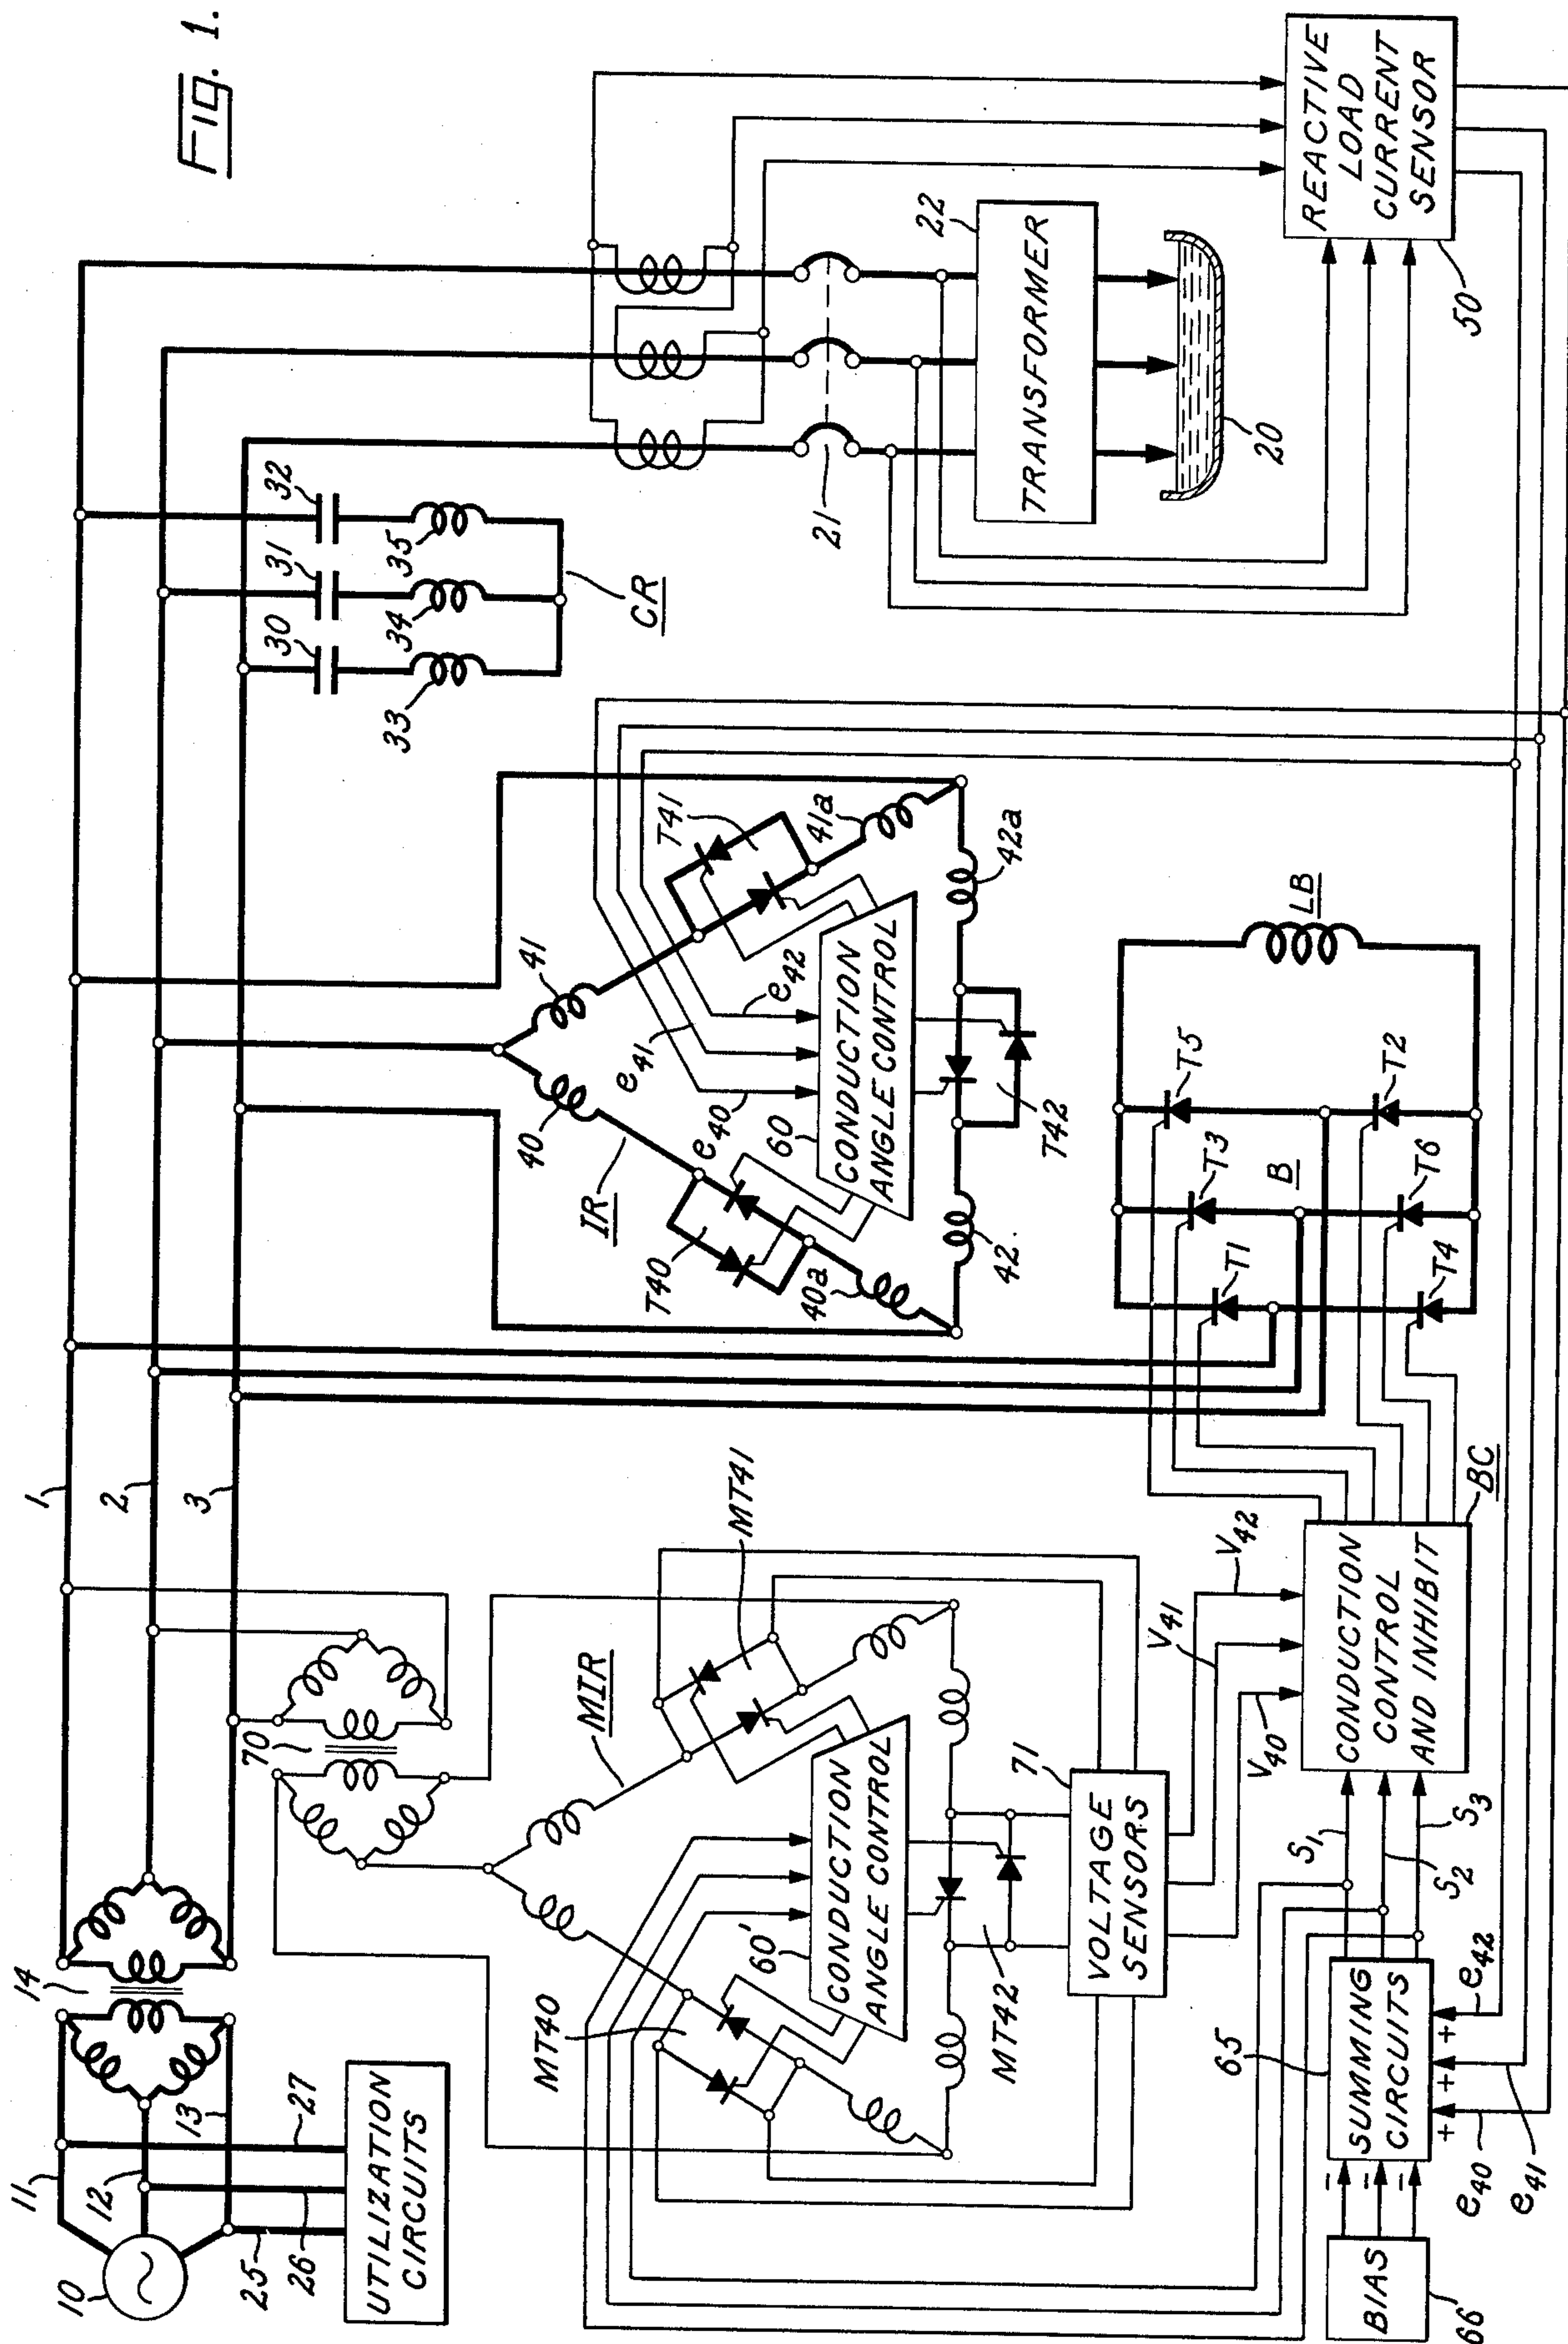 Fig. 1.
10
11
12
13
14
25
26
27
UTILIZATION
CIRCUITS
1
2
3
70
MIR
MT40
MT41
MT42
60'
CONDUCTION
ANGLE CONTROL
71
VOLTAGE
SENSORS
V40
V41
V42
BIAS
66
65
SUMMING
CIRCUITS
- - -
+ + +
e40
e41
e42
S1
S2
S3
CONDUCTION
CONTROL
AND INHIBIT
BC
IR
40
41
e40
e41
e42
T40
T41
T42
40a
41a
42
42a
60
CONDUCTION
ANGLE CONTROL
B
T1
T3
T5
T4
T6
T2
LB
30
31
32
33
34
35
CR
21
22
TRANSFORMER
20
REACTIVE
LOAD
CURRENT
SENSOR
50